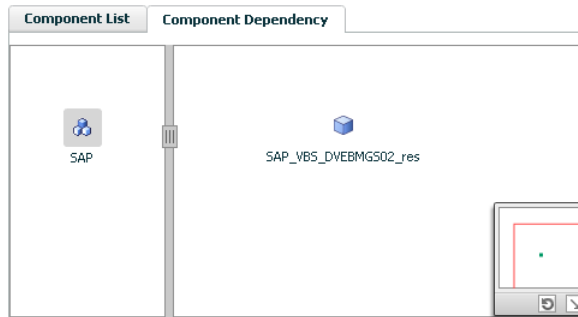 Component List
Component Dependency
SAP
SAP_VBS_DVEBMGS02_res